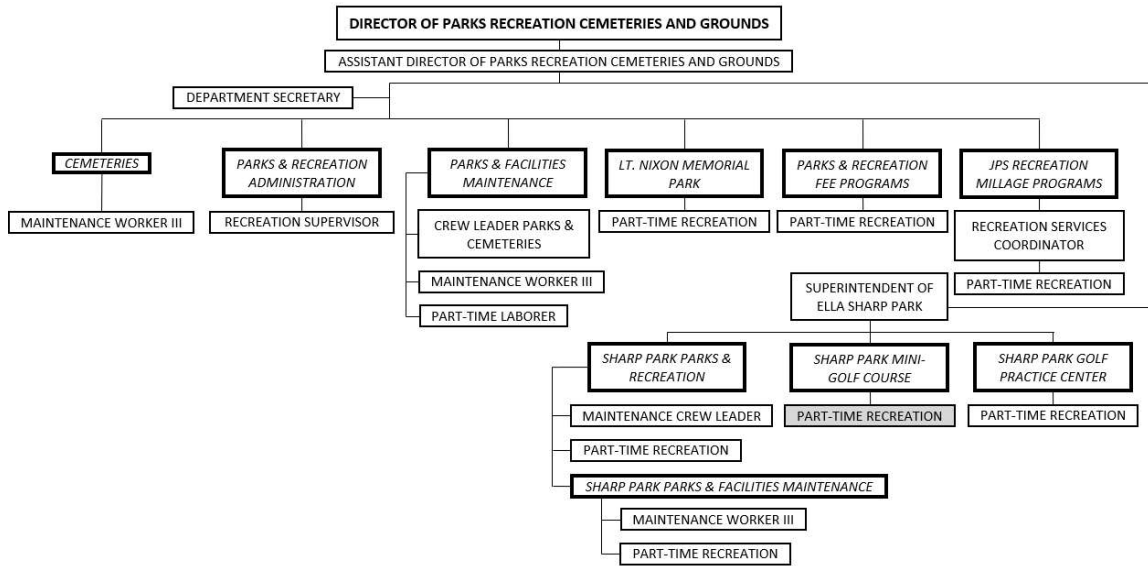 DIRECTOR OF PARKS RECREATION CEMETERIES AND GROUNDS
ASSISTANT DIRECTOR OF PARKS RECREATION CEMETERIES AND GROUNDS
DEPARTMENT SECRETARY
CEMETERIES
MAINTENANCE WORKER III
PARKS & RECREATION
ADMINISTRATION
RECREATION SUPERVISOR
PARKS & FACILITIES
MAINTENANCE
CREW LEADER PARKS &
CEMETERIES
MAINTENANCE WORKER III
PART-TIME LABORER
LT. NIXON MEMORIAL
PARK
PART-TIME RECREATION
PARKS & RECREATION
FEE PROGRAMS
PART-TIME RECREATION
JPS RECREATION
MILLAGE PROGRAMS
RECREATION SERVICES
COORDINATOR
PART-TIME RECREATION
SUPERINTENDENT OF
ELLA SHARP PARK
SHARP PARK PARKS &
RECREATION
MAINTENANCE CREW LEADER
PART-TIME RECREATION
SHARP PARK PARKS & FACILITIES MAINTENANCE
MAINTENANCE WORKER III
PART-TIME RECREATION
SHARP PARK MINI-
GOLF COURSE
PART-TIME RECREATION
SHARP PARK GOLF
PRACTICE CENTER
PART-TIME RECREATION